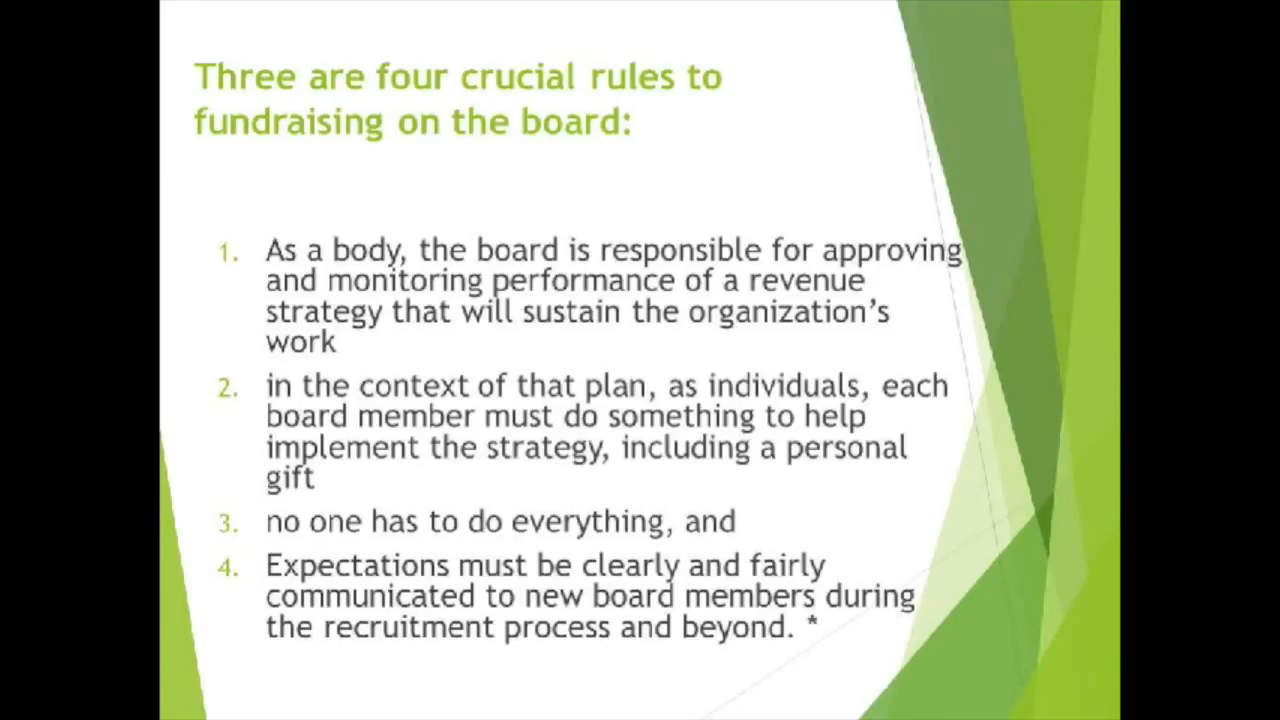 Three are four crucial rules to
fundraising on the board:
1. As a body, the board is responsible for approving
and monitoring performance of a revenue
strategy that will sustain the organization's
work
2. in the context of that plan, as individuals, each
board member must do something to help
implement the strategy, including a personal
gift
3. no one has to do everything, and
4. Expectations must be clearly and fairly
communicated to new board members during
the recruitment process and beyond. *